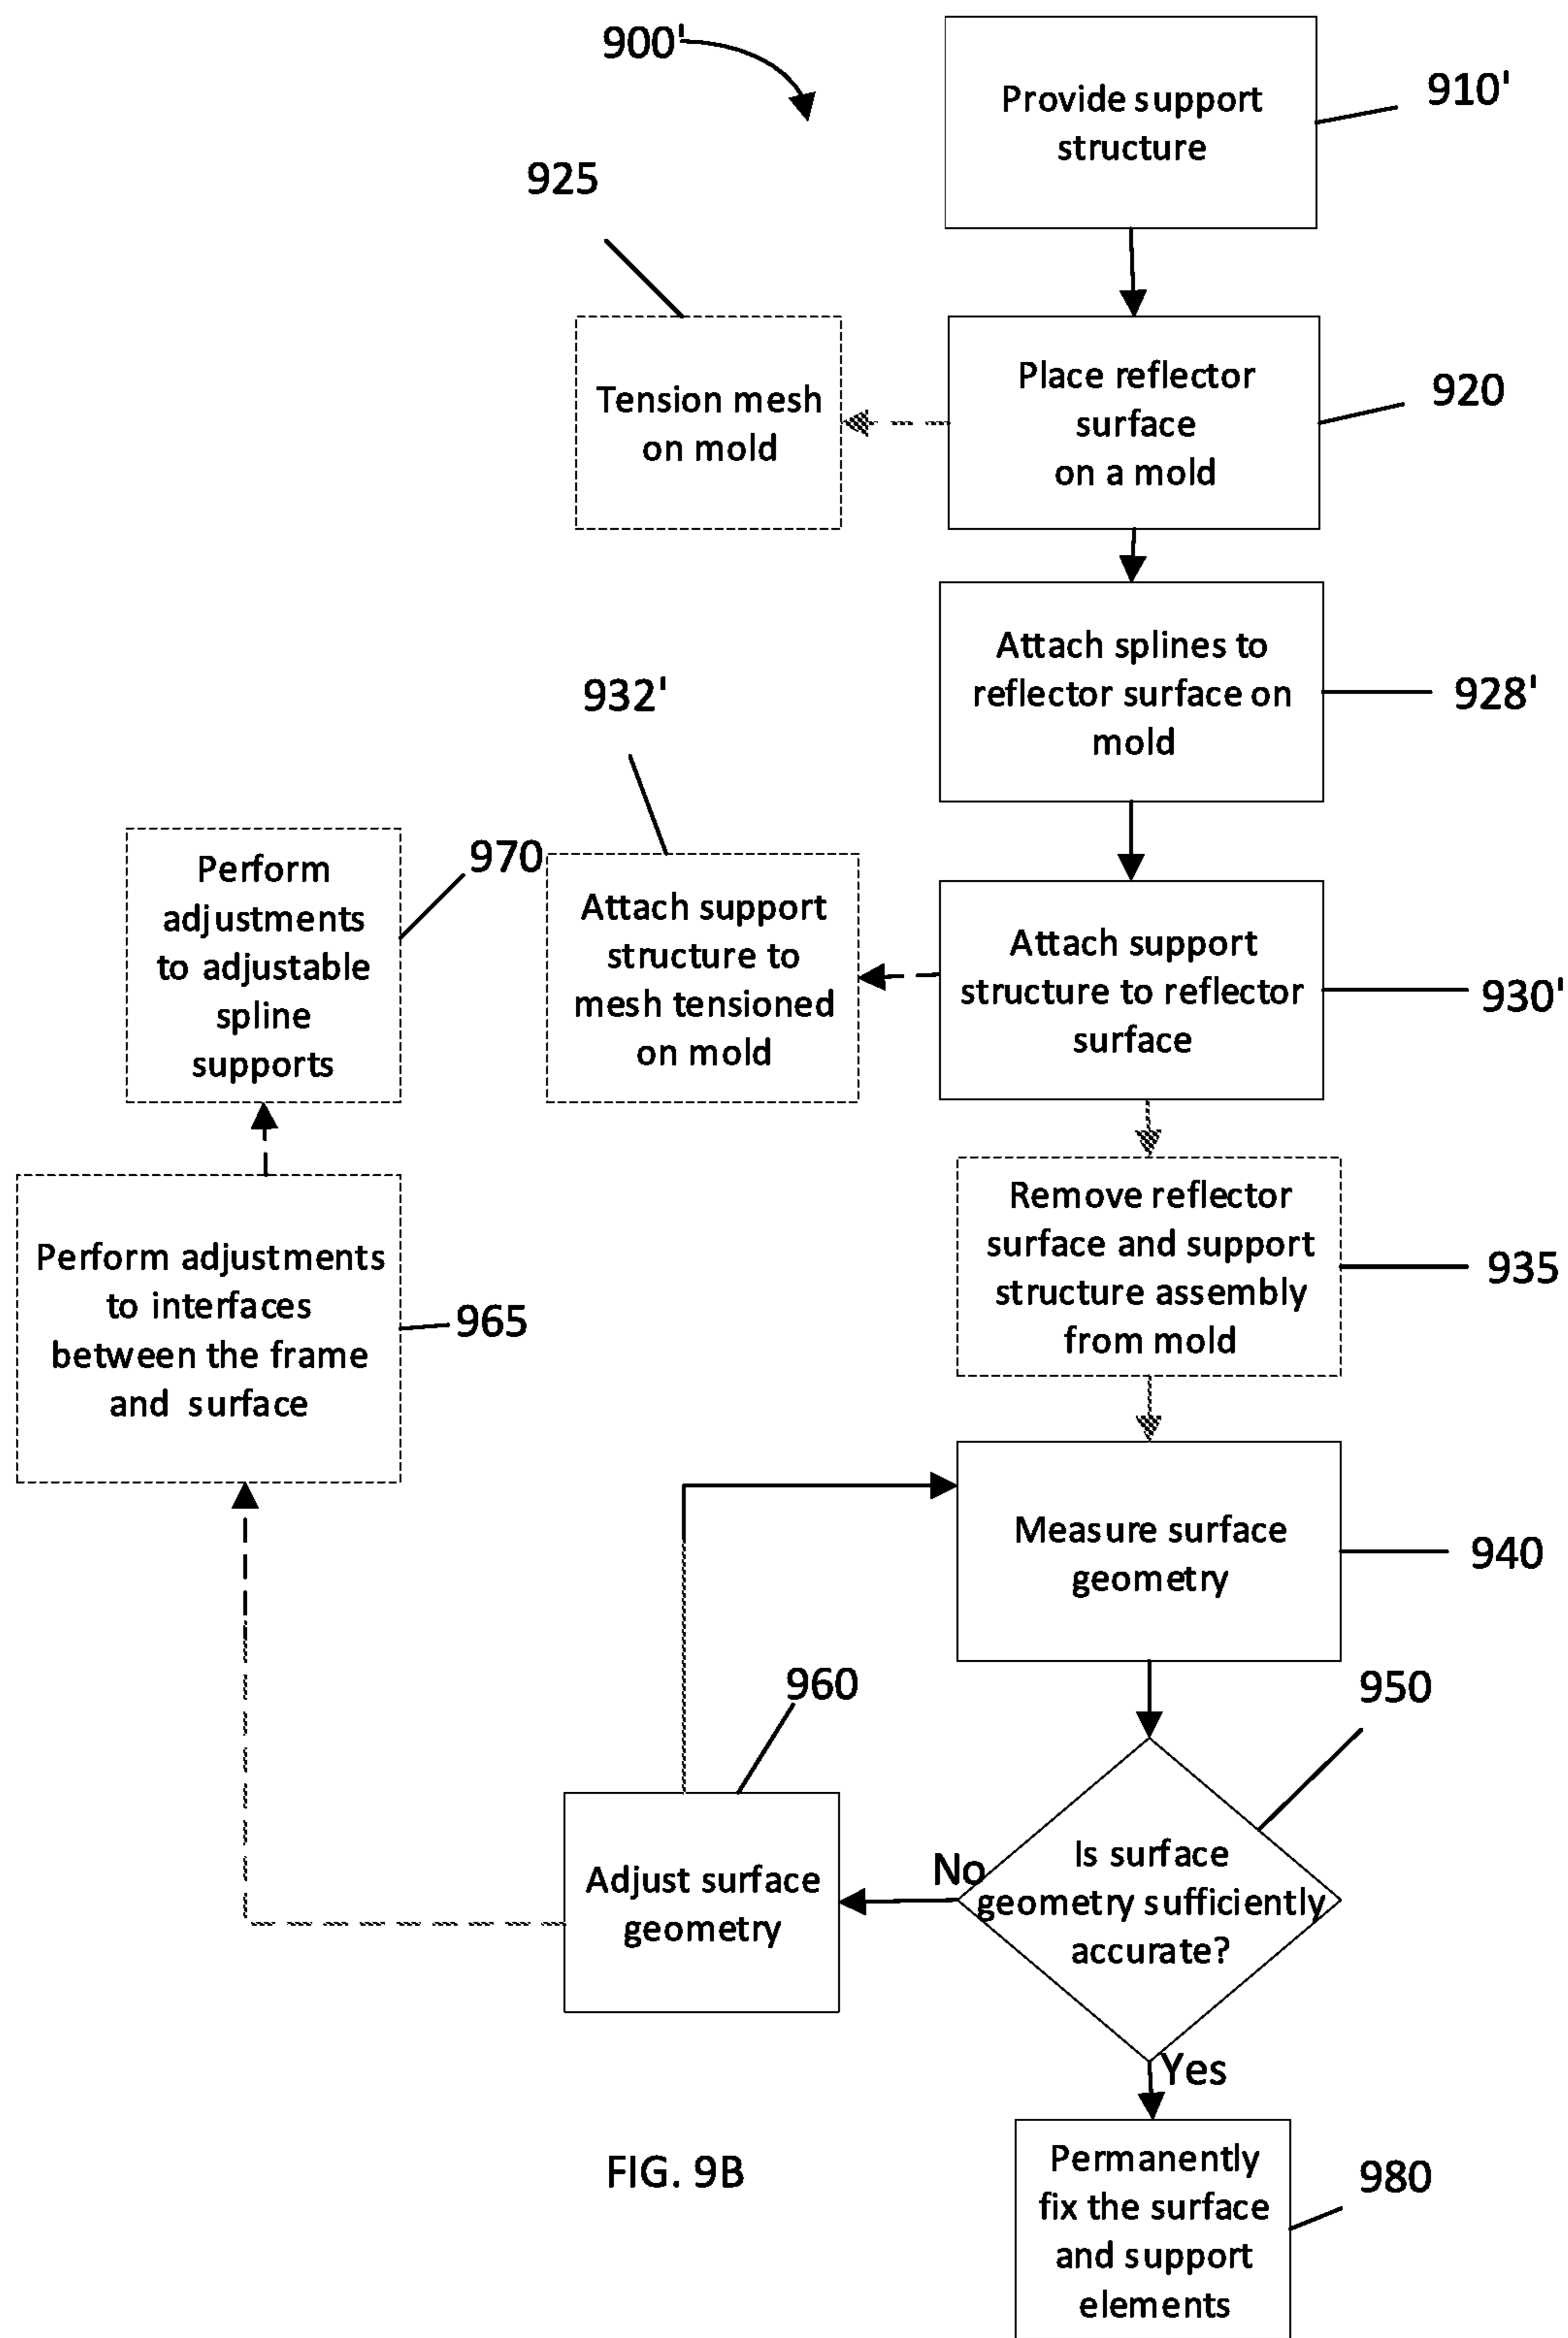 900'
Provide support
structure
910'
925
Tension mesh
on mold
Place reflector
surface
on a mold
920
Attach splines to
reflector surface on
mold
928'
932'
Attach support
structure to
mesh tensioned
on mold
Attach support
structure to reflector
surface
930'
Perform
adjustments
to adjustable
spline
supports
970
Remove reflector
surface and support
structure assembly
from mold
935
Perform adjustments
to interfaces
between the frame
and surface
965
Measure surface
geometry
940
960
Adjust surface
geometry
950
No
Is surface
geometry sufficiently
accurate?
Yes
Permanently
fix the surface
and support
elements
980
FIG. 9B